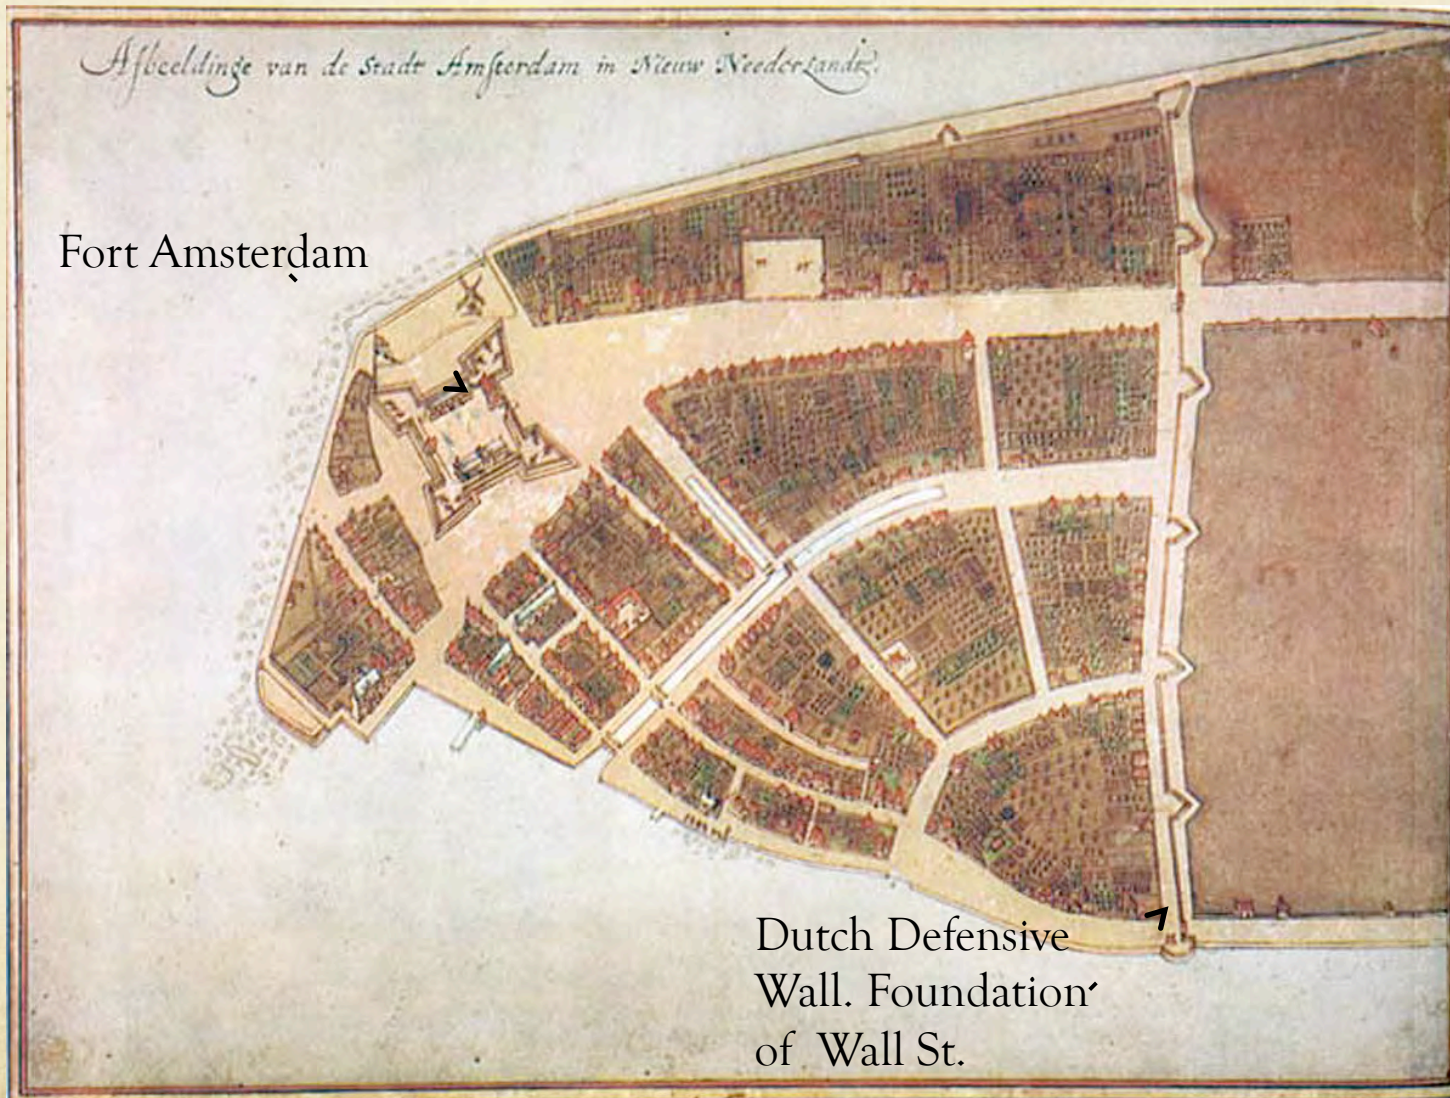 Afbeeldinge van de Stadt Amsterdam in Nieuw Neederlandt.
Fort Amsterdam
Dutch Defensive
Wall. Foundation
of Wall St.